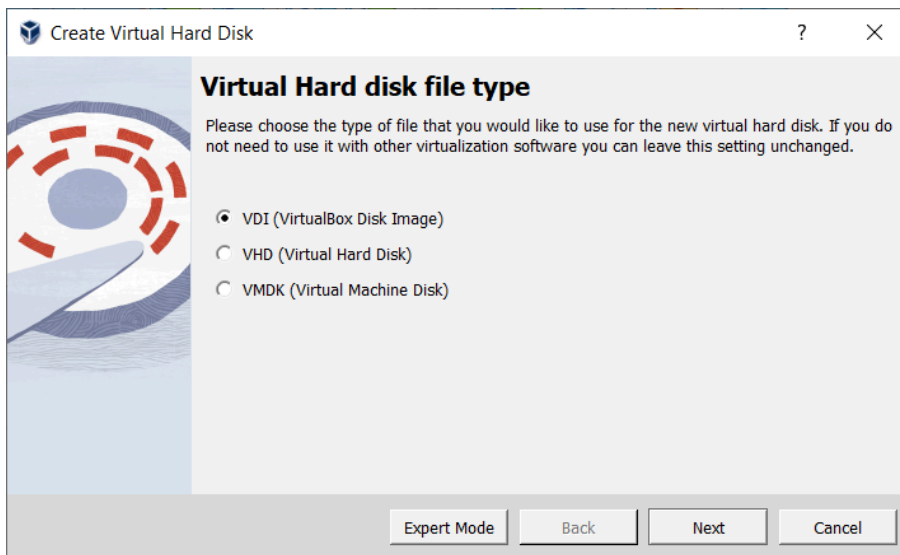 Create Virtual Hard Disk
?
Virtual Hard disk file type
Please choose the type of file that you would like to use for the new virtual hard disk. If you do
not need to use it with other virtualization software you can leave this setting unchanged.
VDI (VirtualBox Disk Image)
VHD (Virtual Hard Disk)
VMDK (Virtual Machine Disk)
Expert Mode Back Next Cancel